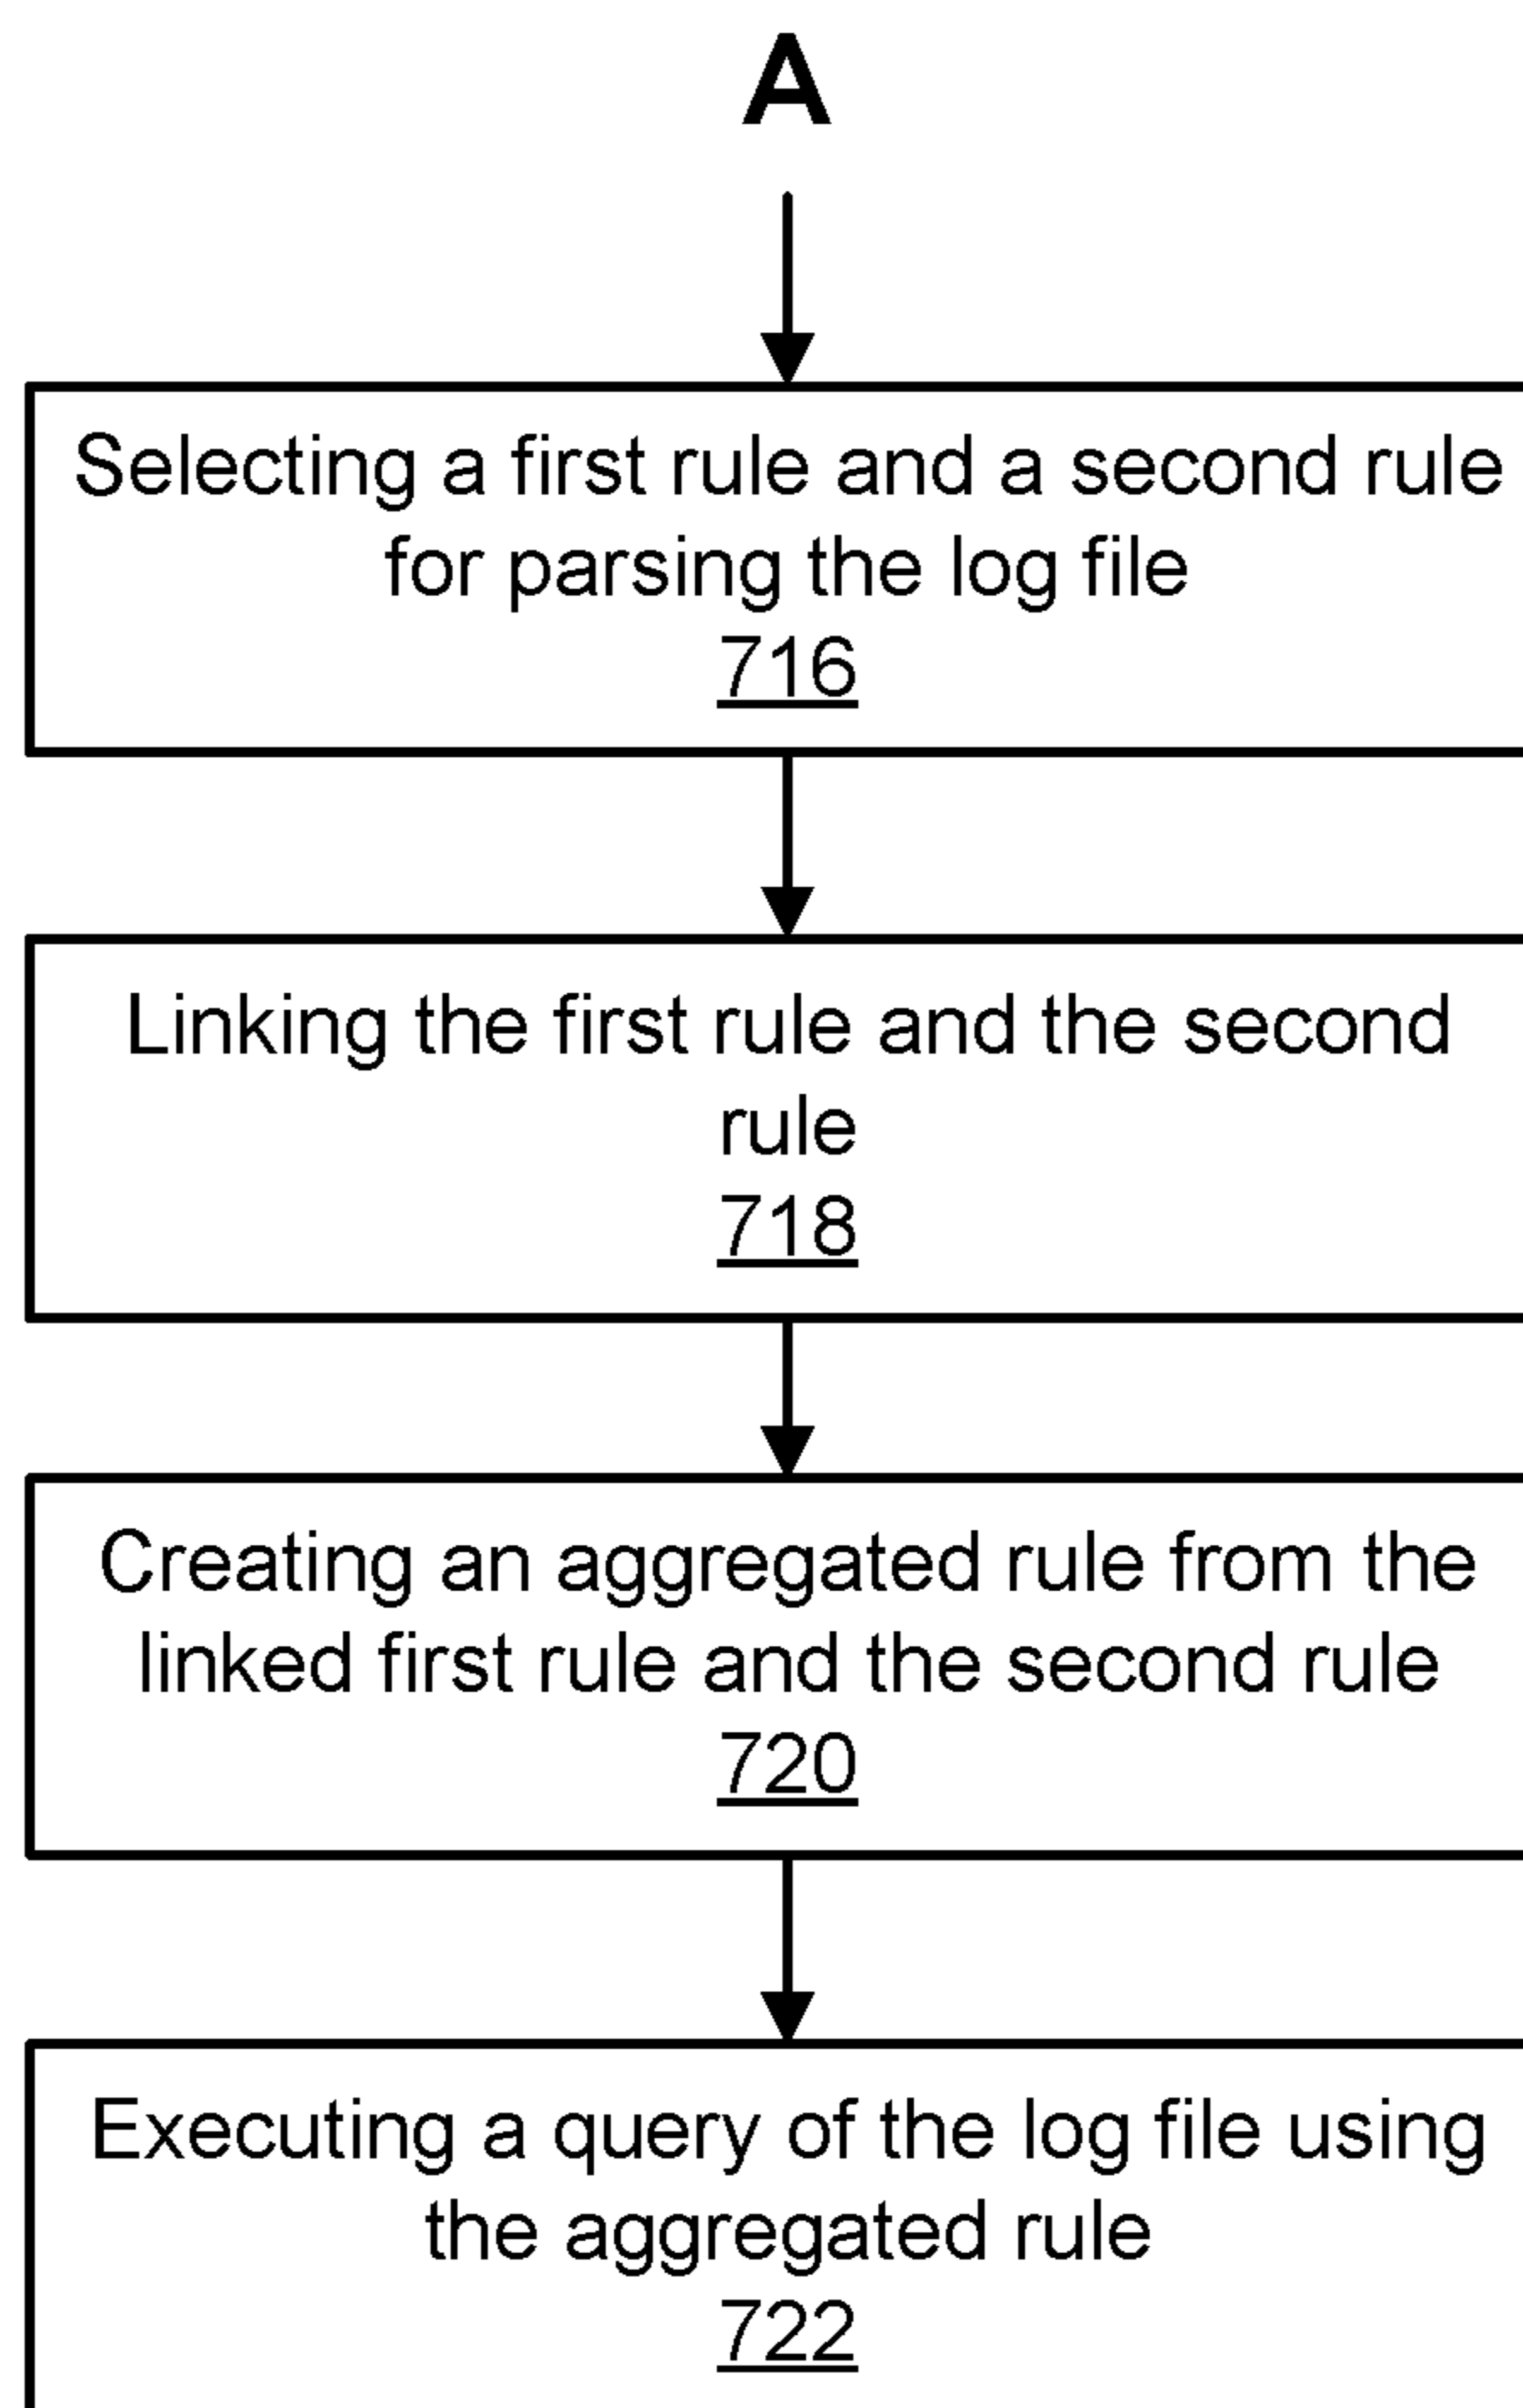 A
Selecting a first rule and a second rule
for parsing the log file
716
Linking the first rule and the second
rule
718
Creating an aggregated rule from the
linked first rule and the second rule
720
Executing a query of the log file using
the aggregated rule
722